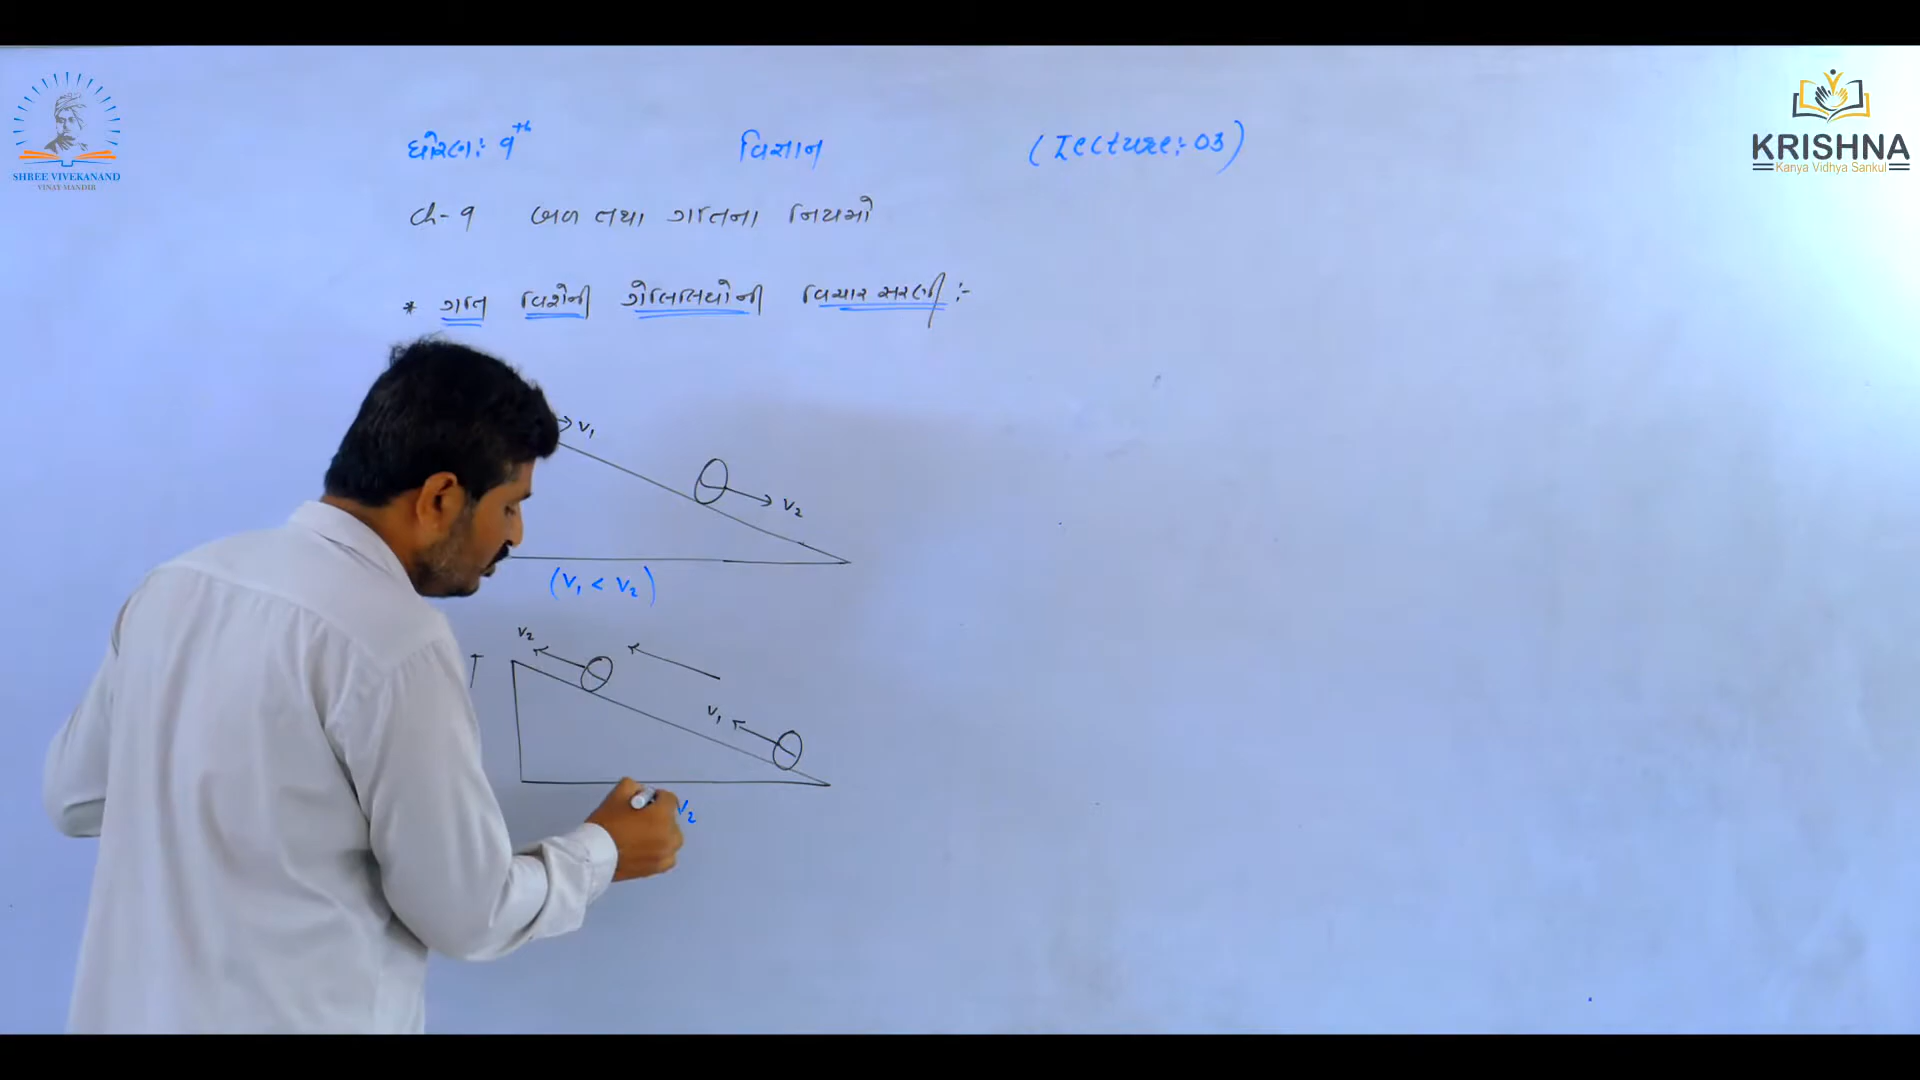 SHREE VIVEKANAND
VINAY MANDIR
KRISHNA
Kanya Vidhya Sankul
ધોરણ: 9th વિજ્ઞાન (Lecture: 03)
Ch-9 બળ તથા ગતિના નિયમો
* ગતિ વિશેની ગેલિલિયોની વિચારસરણી :-
V₁
V₂
(V₁ < V₂)
V₂
V₁
V₂